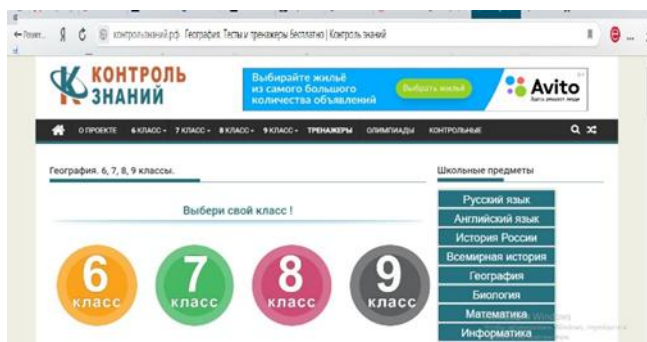 контрользнаний.рф География. Тесты и тренажеры бесплатно | Контроль знаний
КОНТРОЛЬ
ЗНАНИЙ
Выбирайте жильё
из самого большого
количества объявлений
Выбрать жильё
Avito
О ПРОЕКТЕ 6 КЛАСС 7 КЛАСС 8 КЛАСС 9 КЛАСС ТРЕНАЖЕРЫ ОЛИМПИАДЫ КОНТРОЛЬНЫЕ
География. 6, 7, 8, 9 классы.
Выбери свой класс !
6
класс
7
класс
8
класс
9
класс
Школьные предметы
Русский язык
Английский язык
История России
Всемирная история
География
Биология
Математика
Информатика